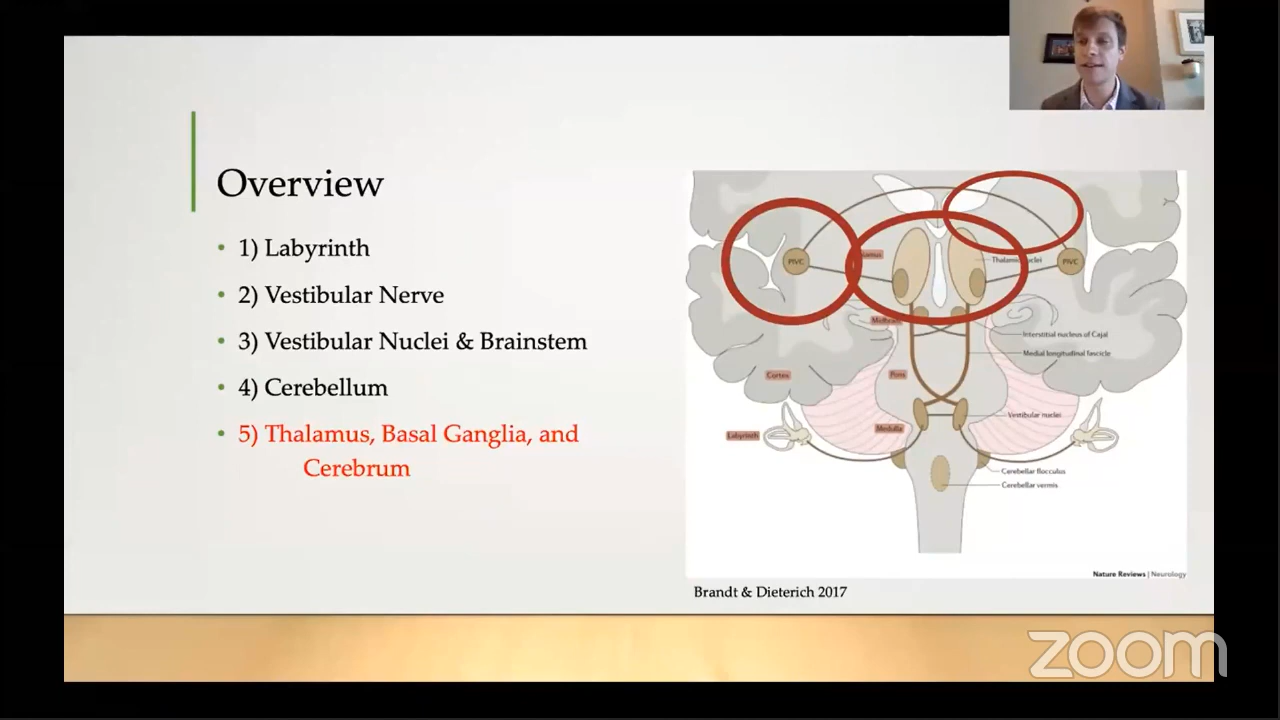 Overview
• 1) Labyrinth
• 2) Vestibular Nerve
• 3) Vestibular Nuclei & Brainstem
• 4) Cerebellum
• 5) Thalamus, Basal Ganglia, and
Cerebrum
PIVC
Thalamic nuclei
PIVC
Interstitial nucleus of Cajal
Medial longitudinal fascicle
Cortex
Pons
Vestibular nuclei
Labyrinth
Medulla
Cerebellar flocculus
Cerebellar vermis
Nature Reviews | Neurology
Brandt & Dieterich 2017
zoom